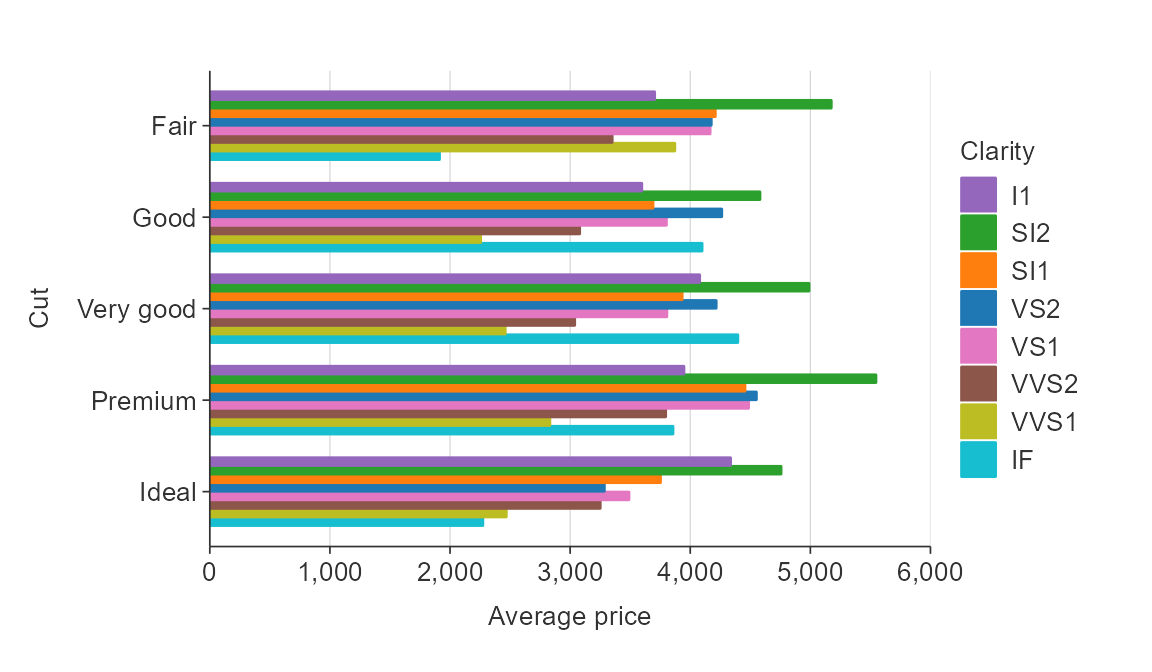 Fair
Good
Very good
Premium
Ideal
Cut
0 1,000 2,000 3,000 4,000 5,000 6,000
Average price
Clarity
I1
SI2
SI1
VS2
VS1
VVS2
VVS1
IF